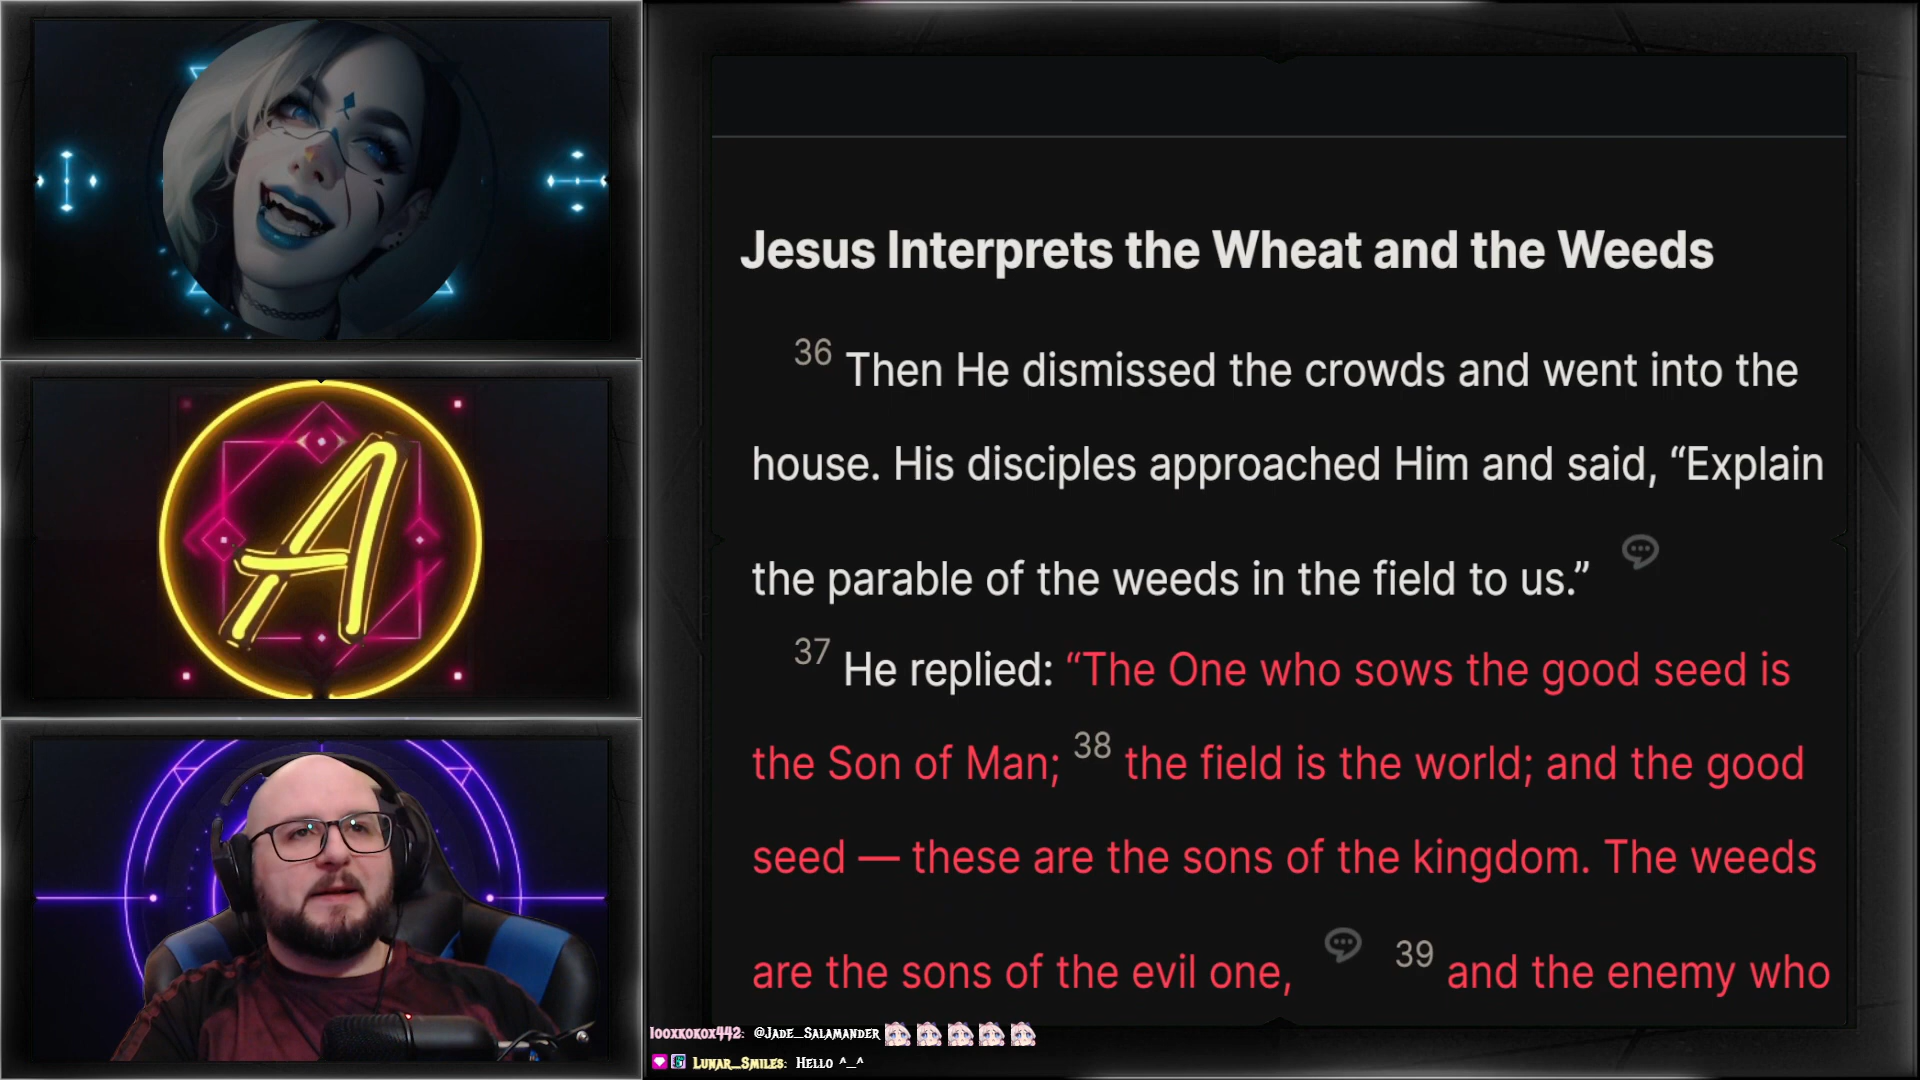 A
Jesus Interprets the Wheat and the Weeds
36 Then He dismissed the crowds and went into the
house. His disciples approached Him and said, “Explain
the parable of the weeds in the field to us.”
37 He replied: “The One who sows the good seed is
the Son of Man; 38 the field is the world; and the good
seed — these are the sons of the kingdom. The weeds
are the sons of the evil one, 39 and the enemy who
looxkokox442: @Jade_Salamander
Lunar_Smiles: Hello ^_^